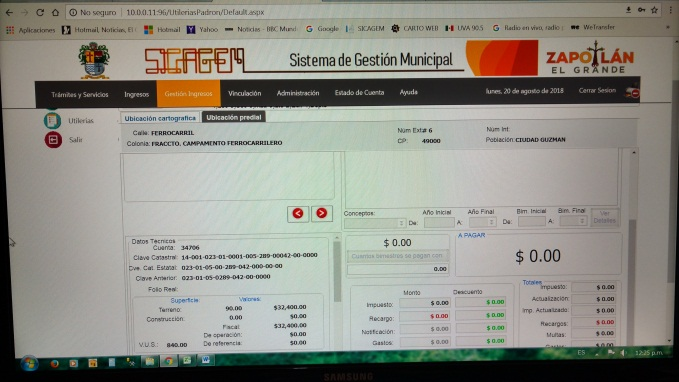 No seguro | 10.0.0.11:96/UtileriasPadron/Default.aspx
Aplicaciones Hotmail, Noticias, El Hotmail Yahoo Noticias - BBC Mund Google SICAGEM CARTO WEB UVA 90.5 Radio en vivo, radio WeTransfer
SICAGEM Sistema de Gestión Municipal ZAPOTLÁN
EL GRANDE
Trámites y Servicios Ingresos Gestión Ingresos Vinculación Administración Estado de Cuenta Ayuda lunes, 20 de agosto de 2018 Cerrar Sesion
Utilerias
Salir
Ubicación cartografica Ubicación predial
Calle: FERROCARRIL Num Ext# 6 Num Int:
Colonia: FRACCTO. CAMPAMENTO FERROCARRILERO CP: 49000 Población: CIUDAD GUZMAN
Conceptos: De: Año Inicial A: Año Final De: Bim. Inicial A: Bim. Final Ver Detalles
Datos Tecnicos
Cuenta: 34706
Clave Catastral: 14-001-023-01-0001-005-289-00042-00-0000
Cve. Cat. Estatal: 023-01-05-00-289-042-000-00-00
Clave Anterior: 023-01-05-0289-042-00-0000
Folio Real:
Superficie: Valores:
Terreno: 90.00 $32,400.00
Construcción: 0.00 $0.00
Fiscal: $32,400.00
De operación: $0.00
V.U.S.: 840.00 De referencia: $0.00
$ 0.00
0.00
A PAGAR
$ 0.00
Monto Descuento
Impuesto: $ 0.00 $ 0.00
Recargo: $ 0.00 $ 0.00
Notificación: $ 0.00 $ 0.00
Gastos: $ 0.00 $ 0.00
Totales
Impuesto: $ 0.00
Actualización: $ 0.00
Imp. Actualizado: $ 0.00
Recargos: $ 0.00
Multas: $ 0.00
$ 0.00
ES 12:25 p.m.
SAMSUNG